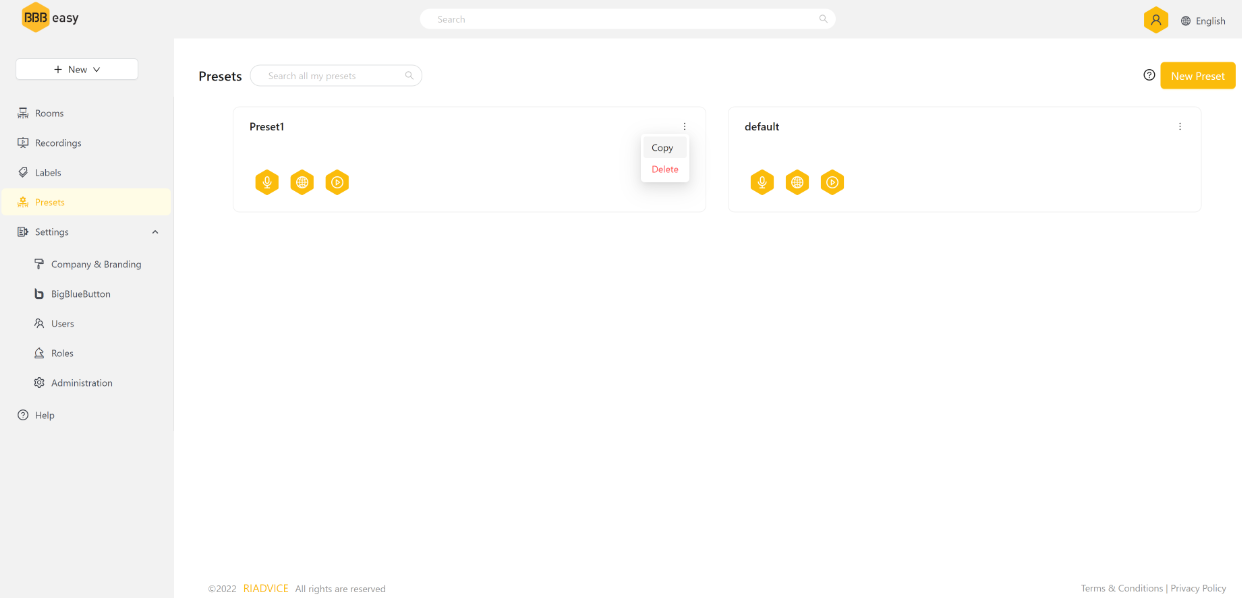 BBB easy
Search
English
New
Presets
Search all my presets
New Preset
Rooms
Recordings
Labels
Presets
Settings
Company & Branding
BigBlueButton
Users
Roles
Administration
Help
Preset1
Copy
Delete
default
©2022 RIADVICE All rights are reserved
Terms & Conditions | Privacy Policy